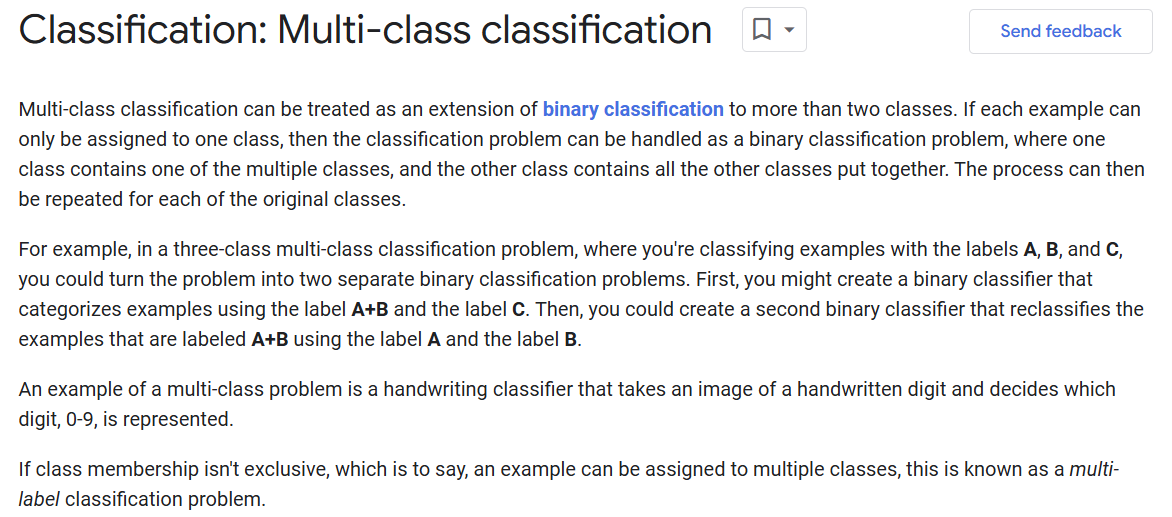 Classification: Multi-class classification
Send feedback
Multi-class classification can be treated as an extension of binary classification to more than two classes. If each example can
only be assigned to one class, then the classification problem can be handled as a binary classification problem, where one
class contains one of the multiple classes, and the other class contains all the other classes put together. The process can then
be repeated for each of the original classes.
For example, in a three-class multi-class classification problem, where you're classifying examples with the labels A, B, and C,
you could turn the problem into two separate binary classification problems. First, you might create a binary classifier that
categorizes examples using the label A+B and the label C. Then, you could create a second binary classifier that reclassifies the
examples that are labeled A+B using the label A and the label B.
An example of a multi-class problem is a handwriting classifier that takes an image of a handwritten digit and decides which
digit, 0-9, is represented.
If class membership isn't exclusive, which is to say, an example can be assigned to multiple classes, this is known as a multi-
label classification problem.